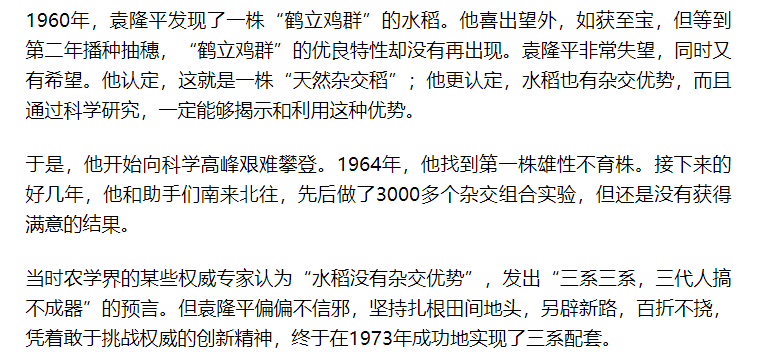 1960年，袁隆平发现了一株“鹤立鸡群”的水稻。他喜出望外，如获至宝，但等到
第二年播种抽穗，“鹤立鸡群”的优良特性却没有再出现。袁隆平非常失望，同时又
有希望。他认定，这就是一株“天然杂交稻”；他更认定，水稻也有杂交优势，而且
通过科学研究，一定能够揭示和利用这种优势。
于是，他开始向科学高峰艰难攀登。1964年，他找到第一株雄性不育株。接下来的
好几年，他和助手们南来北往，先后做了3000多个杂交组合实验，但还是没有获得
满意的结果。
当时农学界的某些权威专家认为“水稻没有杂交优势”，发出“三系三系，三代人搞
不成器”的预言。但袁隆平偏偏不信邪，坚持扎根田间地头，另辟新路，百折不挠，
凭着敢于挑战权威的创新精神，终于在1973年成功地实现了三系配套。